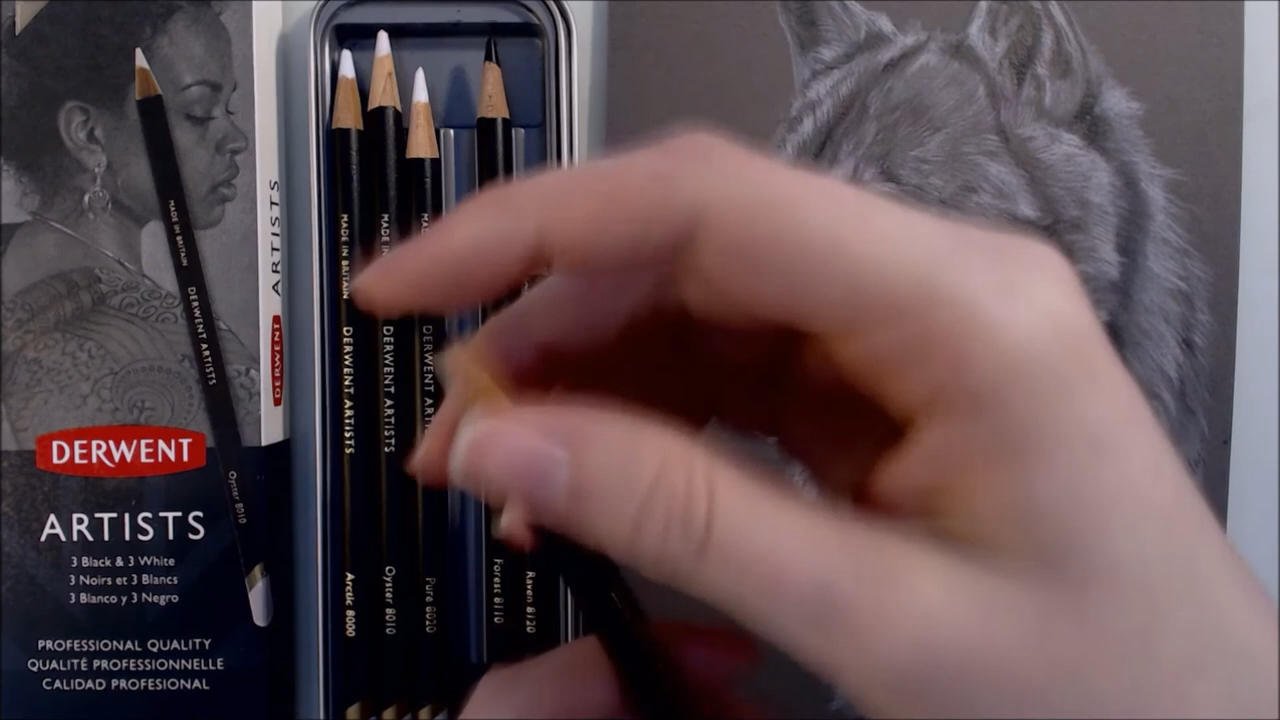 MADE IN BRITAIN DERWENT ARTISTS Oyster 8010
ARTISTS
DERWENT
DERWENT
ARTISTS
3 Black & 3 White
3 Noirs et 3 Blancs
3 Blanco y 3 Negro
PROFESSIONAL QUALITY
QUALITÉ PROFESSIONNELLE
CALIDAD PROFESIONAL
MADE IN BRITAIN DERWENT ARTISTS Arctic 8000
MADE IN DERWENT ARTISTS Oyster 8010
DERWENT Pure 8020
Forest 8110
Raven 8120